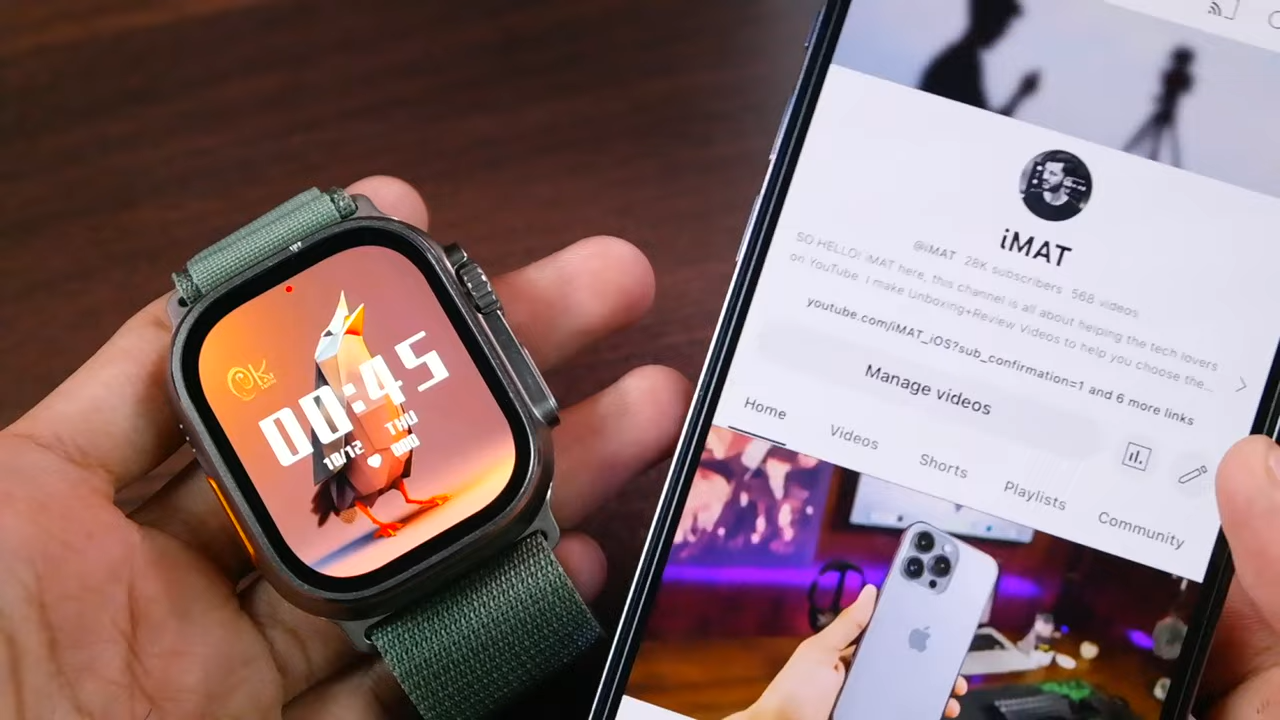 OK
00:45
THU
10/12 000
iMAT
@iMAT 28K subscribers 568 videos
SO HELLO! iMAT here, this channel is all about helping the tech lovers
on YouTube I make Unboxing+Review Videos to help you choose the...
youtube.com/iMAT_iOS?sub_confirmation=1 and 6 more links
Manage videos
Home Videos Shorts Playlists Community